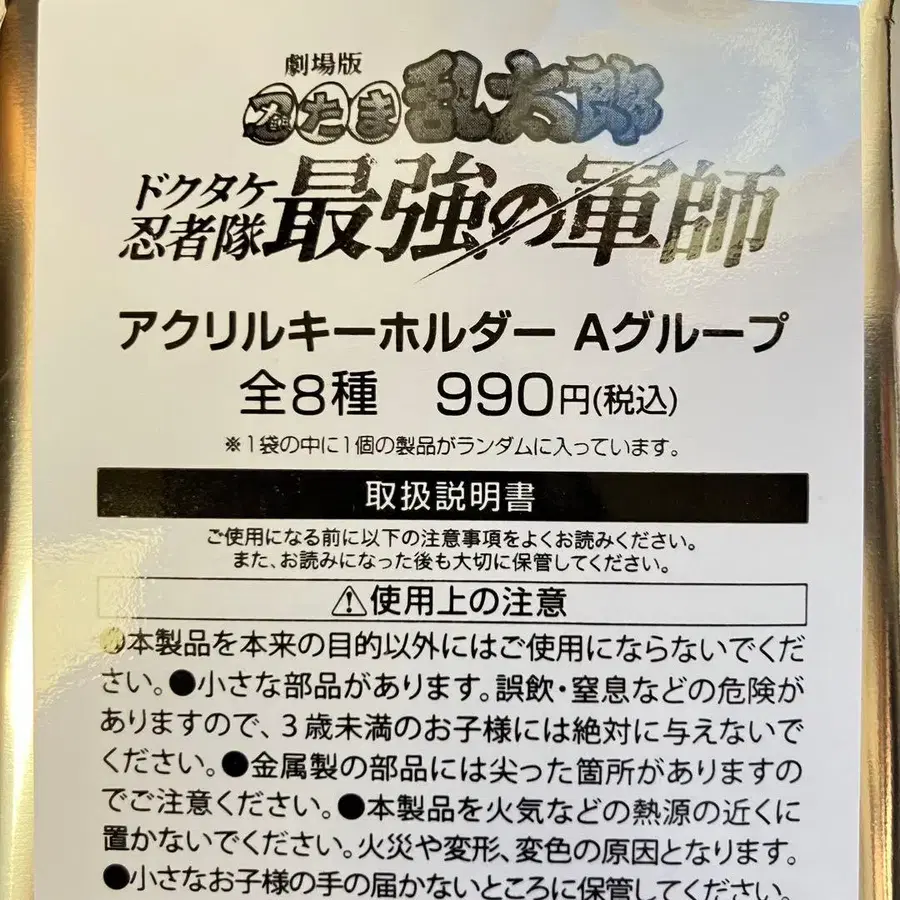 劇場版
忍たま乱太郎
ドクタケ
忍者隊
最強の軍師
アクリルキーホルダー Aグループ
全8種 990円(税込)
※1袋の中に1個の製品がランダムに入っています。
取扱説明書
ご使用になる前に以下の注意事項をよくお読みください。
また、お読みになった後も大切に保管してください。
⚠使用上の注意
●本製品を本来の目的以外にはご使用にならないでくだ
さい。●小さな部品があります。誤飲・窒息などの危険が
ありますので、3歳未満のお子様には絶対に与えないで
ください。●金属製の部品には尖った箇所がありますの
でご注意ください。●本製品を火気などの熱源の近くに
置かないでください。火災や変形、変色の原因となります。
●小さなお子様の手の届かないところに保管してください。